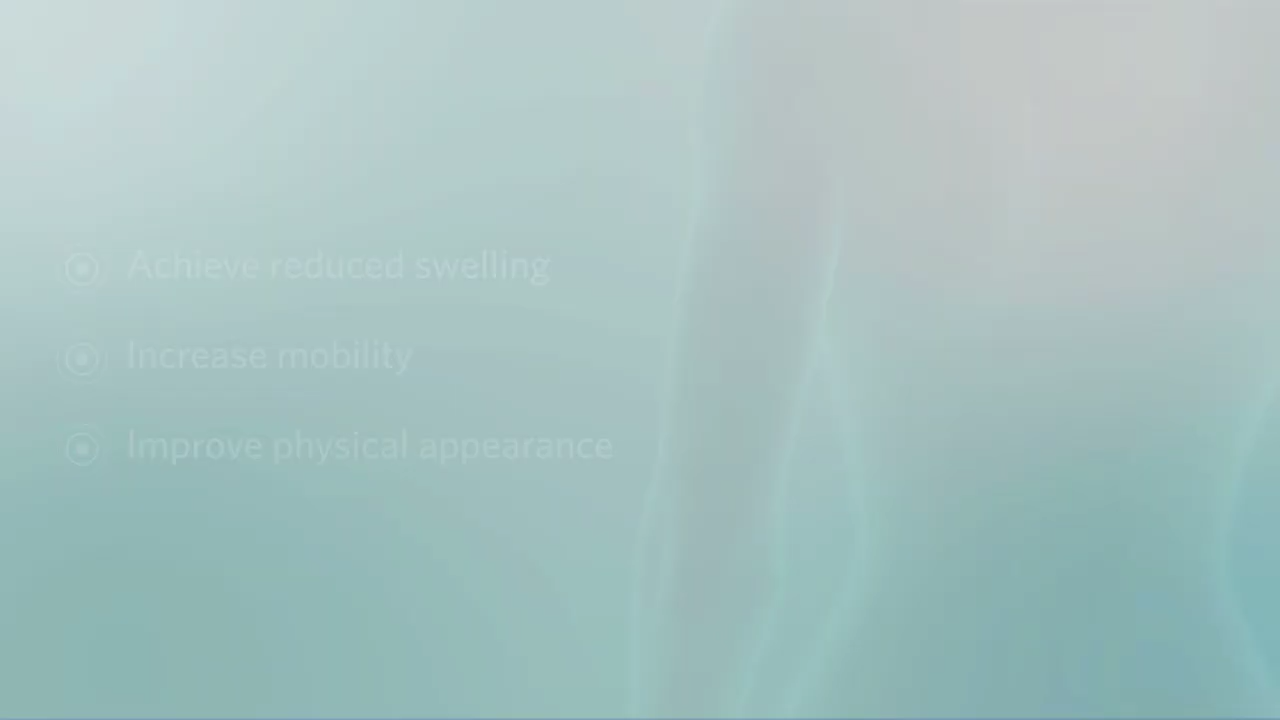 Achieve reduced swelling
Increase mobility
Improve physical appearance